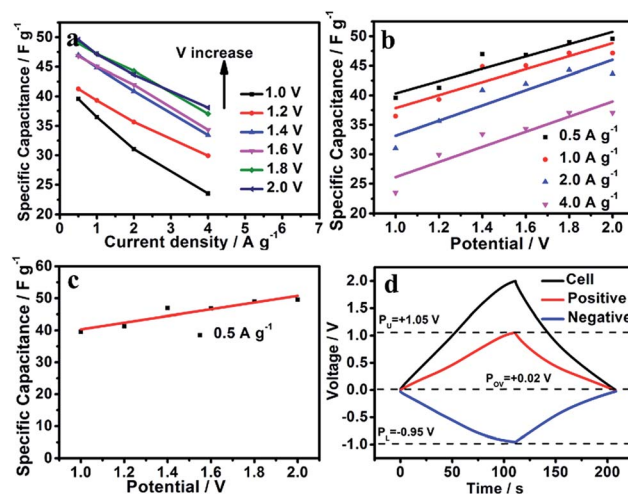 a
V increase
1.0 V
1.2 V
1.4 V
1.6 V
1.8 V
2.0 V
50
45
40
35
30
25
20
0 1 2 3 4 5 6 7
Current density / A g⁻¹
Specific Capacitance / F g⁻¹
b
0.5 A g⁻¹
1.0 A g⁻¹
2.0 A g⁻¹
4.0 A g⁻¹
55
50
45
40
35
30
25
20
1.0 1.2 1.4 1.6 1.8 2.0
Potential / V
Specific Capacitance / F g⁻¹
c
0.5 A g⁻¹
60
50
40
30
20
10
0
1.0 1.2 1.4 1.6 1.8 2.0
Potential / V
Specific Capacitance / F g⁻¹
d
Cell
Positive
Negative
P_U=+1.05 V
P_OV=+0.02 V
P_L=-0.95 V
2.0
1.5
1.0
0.5
0.0
-0.5
-1.0
0 50 100 150 200
Time / s
Voltage / V